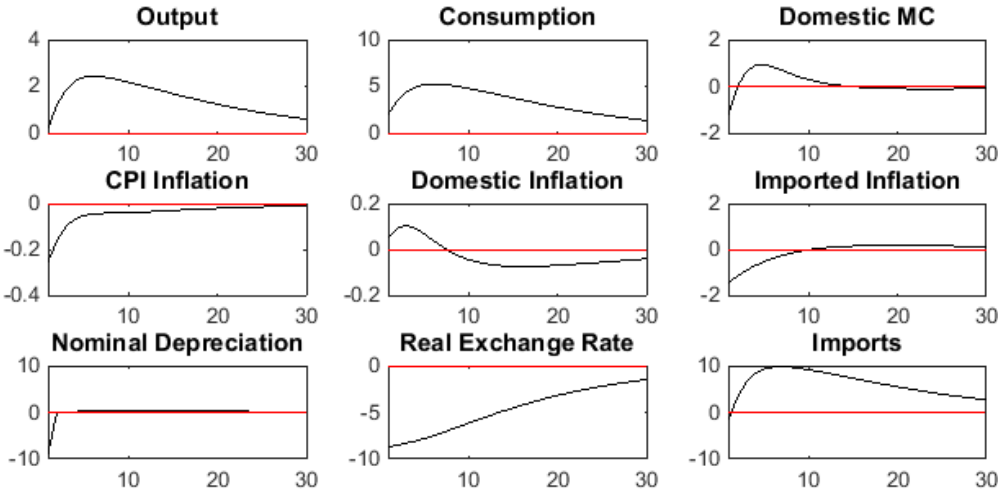 Output Consumption Domestic MC
4 10 2
2 5 0
0 0 -2
10 20 30 10 20 30 10 20 30
CPI Inflation Domestic Inflation Imported Inflation
0 0.2 2
-0.2 0 0
-0.4 -0.2 -2
10 20 30 10 20 30 10 20 30
Nominal Depreciation Real Exchange Rate Imports
10 0 10
0 -5 0
-10 -10 -10
10 20 30 10 20 30 10 20 30